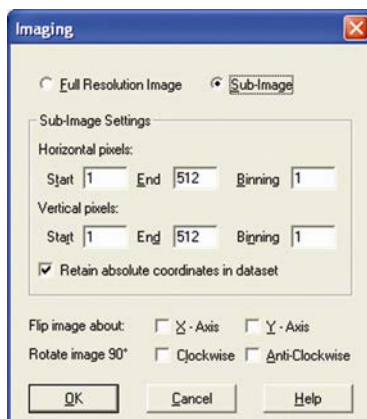 Imaging
Full Resolution Image Sub-Image
Sub-Image Settings
Horizontal pixels:
Start 1 End 512 Binning 1
Vertical pixels:
Start 1 End 512 Binning 1
Retain absolute coordinates in dataset
Flip image about: X - Axis Y - Axis
Rotate image 90° Clockwise Anti-Clockwise
OK Cancel Help